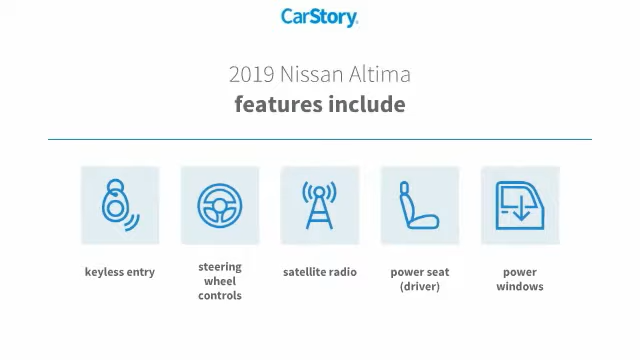 CarStory.
2019 Nissan Altima
features include
keyless entry
steering
wheel
controls
satellite radio
power seat
(driver)
power
windows